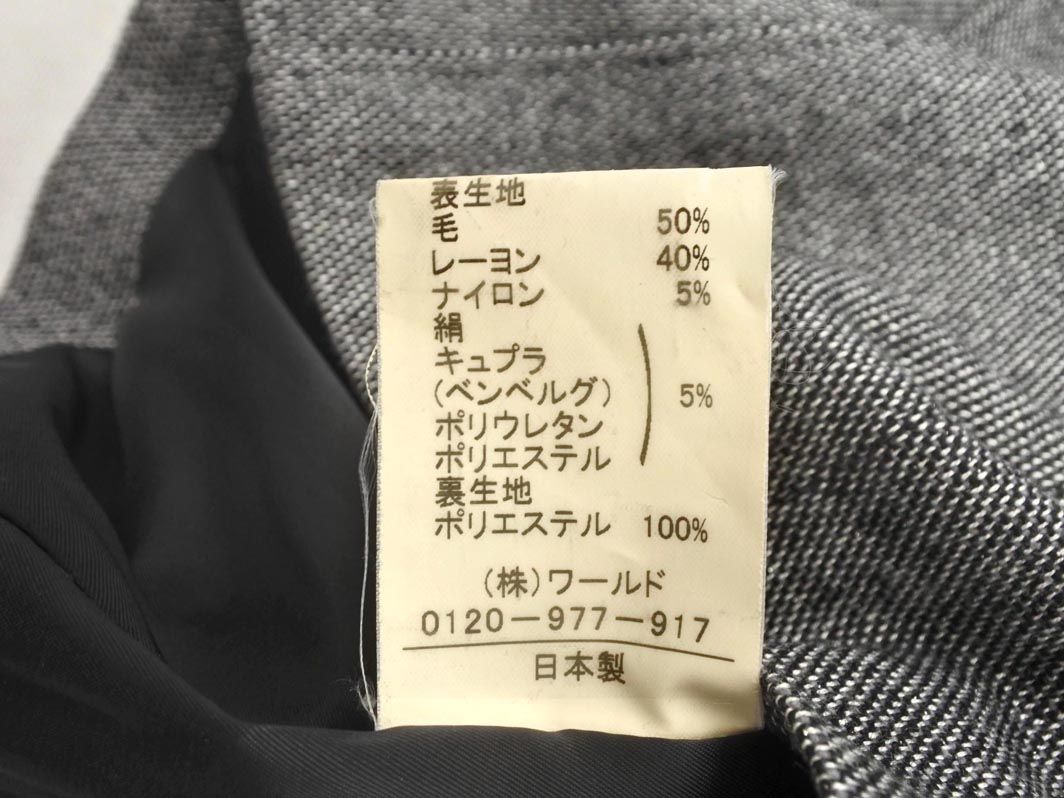 表生地
毛 50%
レーヨン 40%
ナイロン 5%
絹
キュプラ
(ベンベルグ) 5%
ポリウレタン
ポリエステル
裏生地
ポリエステル 100%
(株)ワールド
0120-977-917
日本製